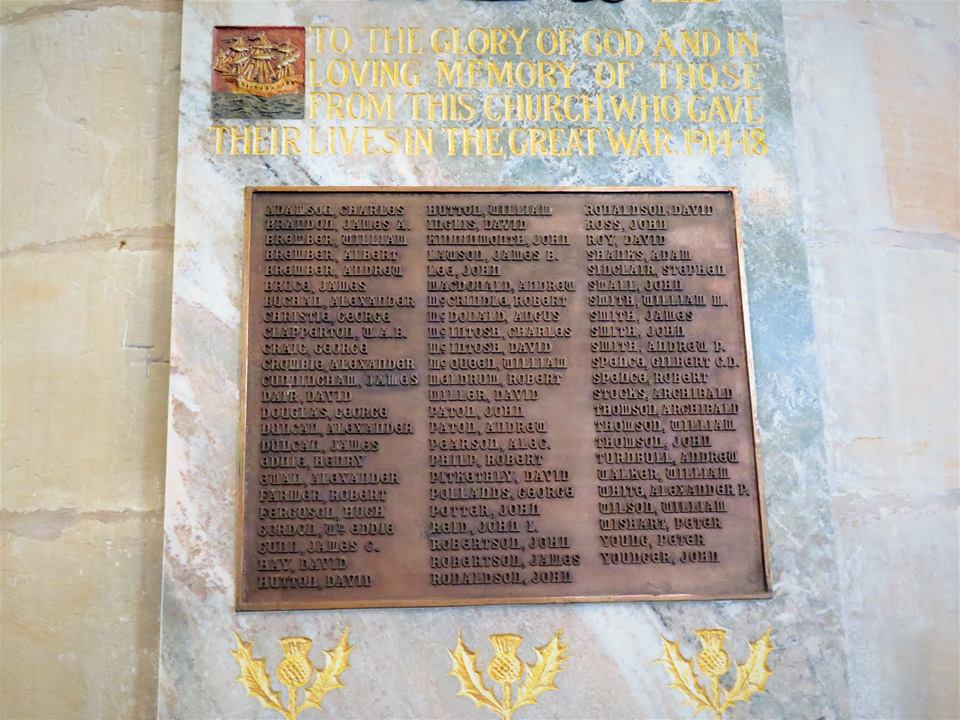 TO THE GLORY OF GOD AND IN
LOVING MEMORY OF THOSE
FROM THIS CHURCH WHO GAVE
THEIR LIVES IN THE GREAT WAR. 1914-18
ADAMSON, CHARLES
BRANDON, JAMES A.
BREMBER, WILLIAM
BREMBER, ALBERT
BREMBER, ANDREW
BRUCE, JAMES
BUCHAN, ALEXANDER
CHRISTIE, GEORGE
CLAPPERTON, W.A.B.
CRAIG, GEORGE
CROMBIE, ALEXANDER
CUNNINGHAM, JAMES
DAIR, DAVID
DOUGLAS, GEORGE
DUNCAN, ALEXANDER
DUNCAN, JAMES
EDDIE, HENRY
EWAN, ALEXANDER
FARMER, ROBERT
FERGUSON, HUGH
GORDON, WM EDDIE
GUNN, JAMES C.
HAY, DAVID
HUTTON, DAVID
HUTTON, WILLIAM
INGLIS, DAVID
KINNINMONTH, JOHN
LAWSON, JAMES B.
LEE, JOHN
MACDONALD, ANDREW
McCRINDLE, ROBERT
McDONALD, ANGUS
McINTOSH, CHARLES
McINTOSH, DAVID
McQUEEN, WILLIAM
MELDRUM, ROBERT
MILLER, DAVID
PATON, JOHN
PATON, ANDREW
PEARSON, ALEC.
PHILP, ROBERT
PITKETHLY, DAVID
POLLANDS, GEORGE
POTTER, JOHN
REID, JOHN I.
ROBERTSON, JOHN
ROBERTSON, JAMES
RONALDSON, JOHN
RONALDSON, DAVID
ROSS, JOHN
ROY, DAVID
SHANKS, ADAM
SINCLAIR, STEPHEN
SMALL, JOHN
SMITH, WILLIAM M.
SMITH, JAMES
SMITH, JOHN
SMITH, ANDREW P.
SPENCE, GILBERT C.D.
SPENCE, ROBERT
STOCKS, ARCHIBALD
THOMSON, ARCHIBALD
THOMSON, WILLIAM
THOMSON, JOHN
TURNBULL, ANDREW
WALKER, WILLIAM
WHITE, ALEXANDER P.
WILSON, WILLIAM
WISHART, PETER
YOUNG, PETER
YOUNGER, JOHN